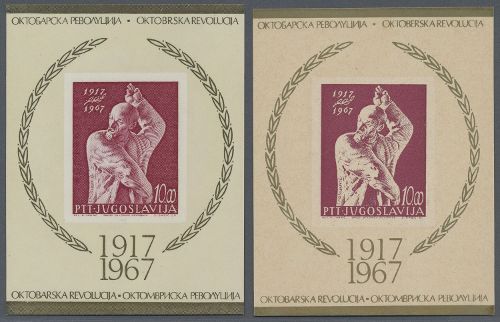 ОКТОБАРСКА РЕВОЛУЦИЈА • OKTOBRSKA REVOLUCIJA
1917
1967
10.00
PTT·JUGOSLAVIJA
1917
1967
OKTOBARSKA REVOLUCIJA • ОКТОМВРИСКА РЕВОЛУЦИЈА
ОКТОБАРСКА РЕВОЛУЦИЈА • OKTOBERSKA REVOLUCIJA
1917
1967
10.00
PTT·JUGOSLAVIJA
1917
1967
OKTOBARSKA REVOLUCIJA • ОКТОМВРИСКА РЕВОЛУЦИЈА